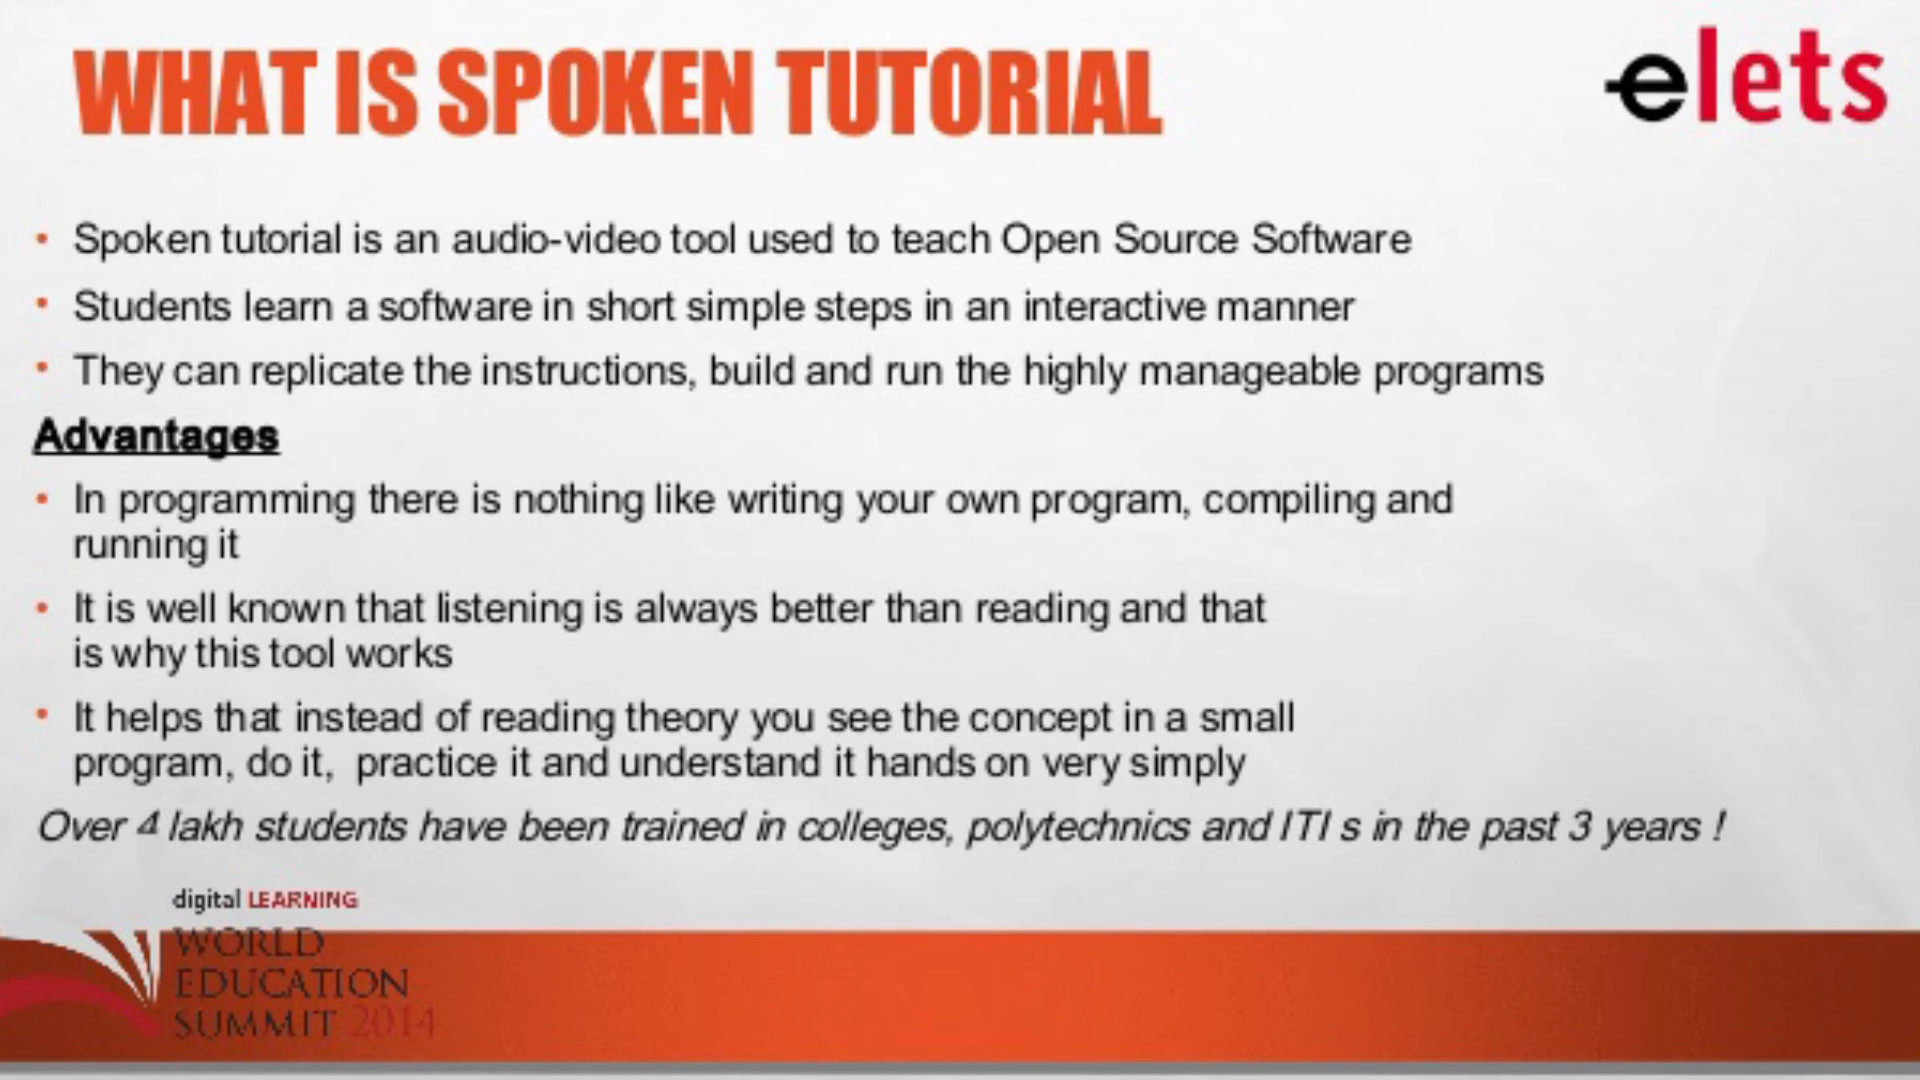 WHAT IS SPOKEN TUTORIAL
elets
• Spoken tutorial is an audio-video tool used to teach Open Source Software
• Students learn a software in short simple steps in an interactive manner
• They can replicate the instructions, build and run the highly manageable programs
Advantages
• In programming there is nothing like writing your own program, compiling and
running it
• It is well known that listening is always better than reading and that
is why this tool works
• It helps that instead of reading theory you see the concept in a small
program, do it, practice it and understand it hands on very simply
Over 4 lakh students have been trained in colleges, polytechnics and ITI s in the past 3 years !
digital LEARNING
WORLD
EDUCATION
SUMMIT 2014